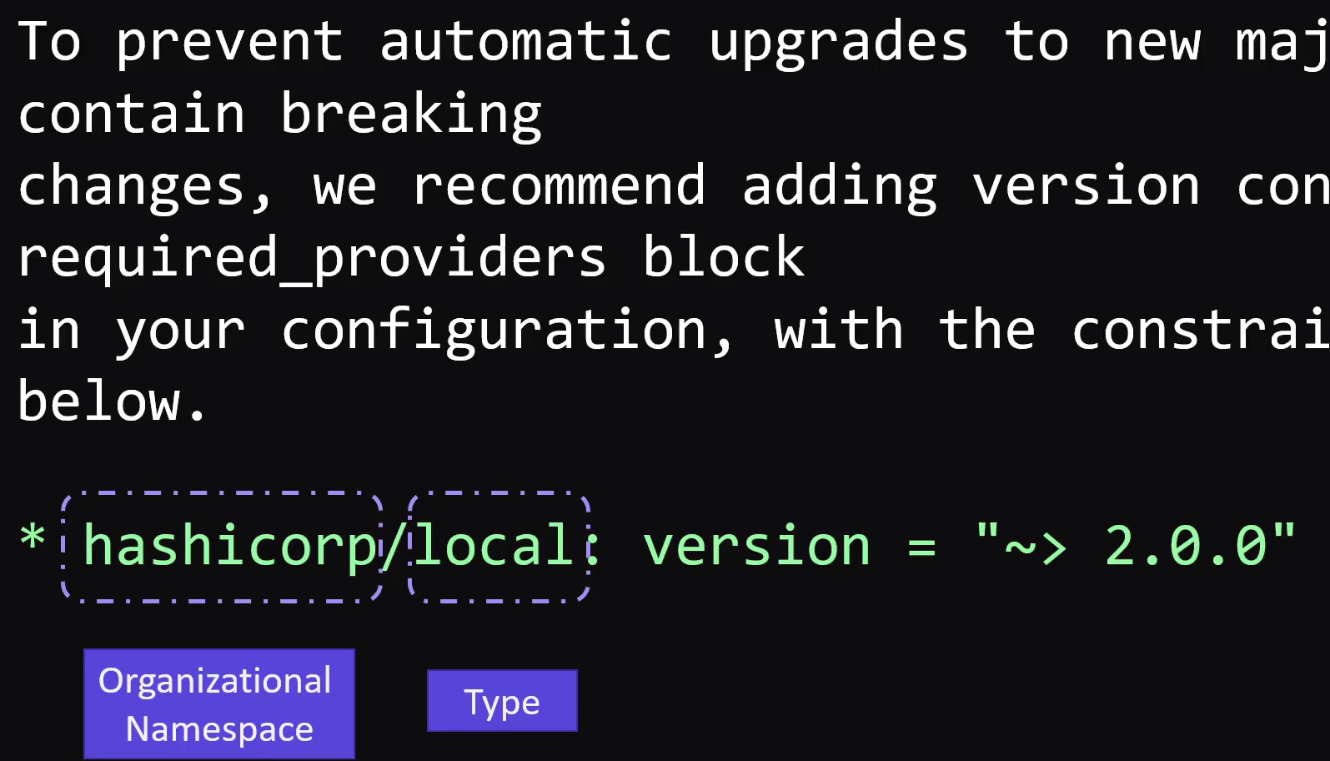 To prevent automatic upgrades to new maj
contain breaking
changes, we recommend adding version con
required_providers block
in your configuration, with the constrai
below.
* hashicorp/local: version = "~> 2.0.0"
Organizational
Namespace
Type